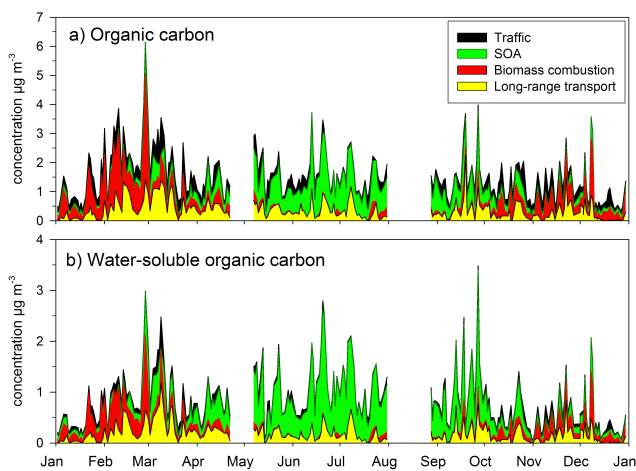 a) Organic carbon
Traffic
SOA
Biomass combustion
Long-range transport
concentration µg m-3
7
6
5
4
3
2
1
0
b) Water-soluble organic carbon
concentration µg m-3
4
3
2
1
0
Jan Feb Mar Apr May Jun Jul Aug Sep Oct Nov Dec Jan